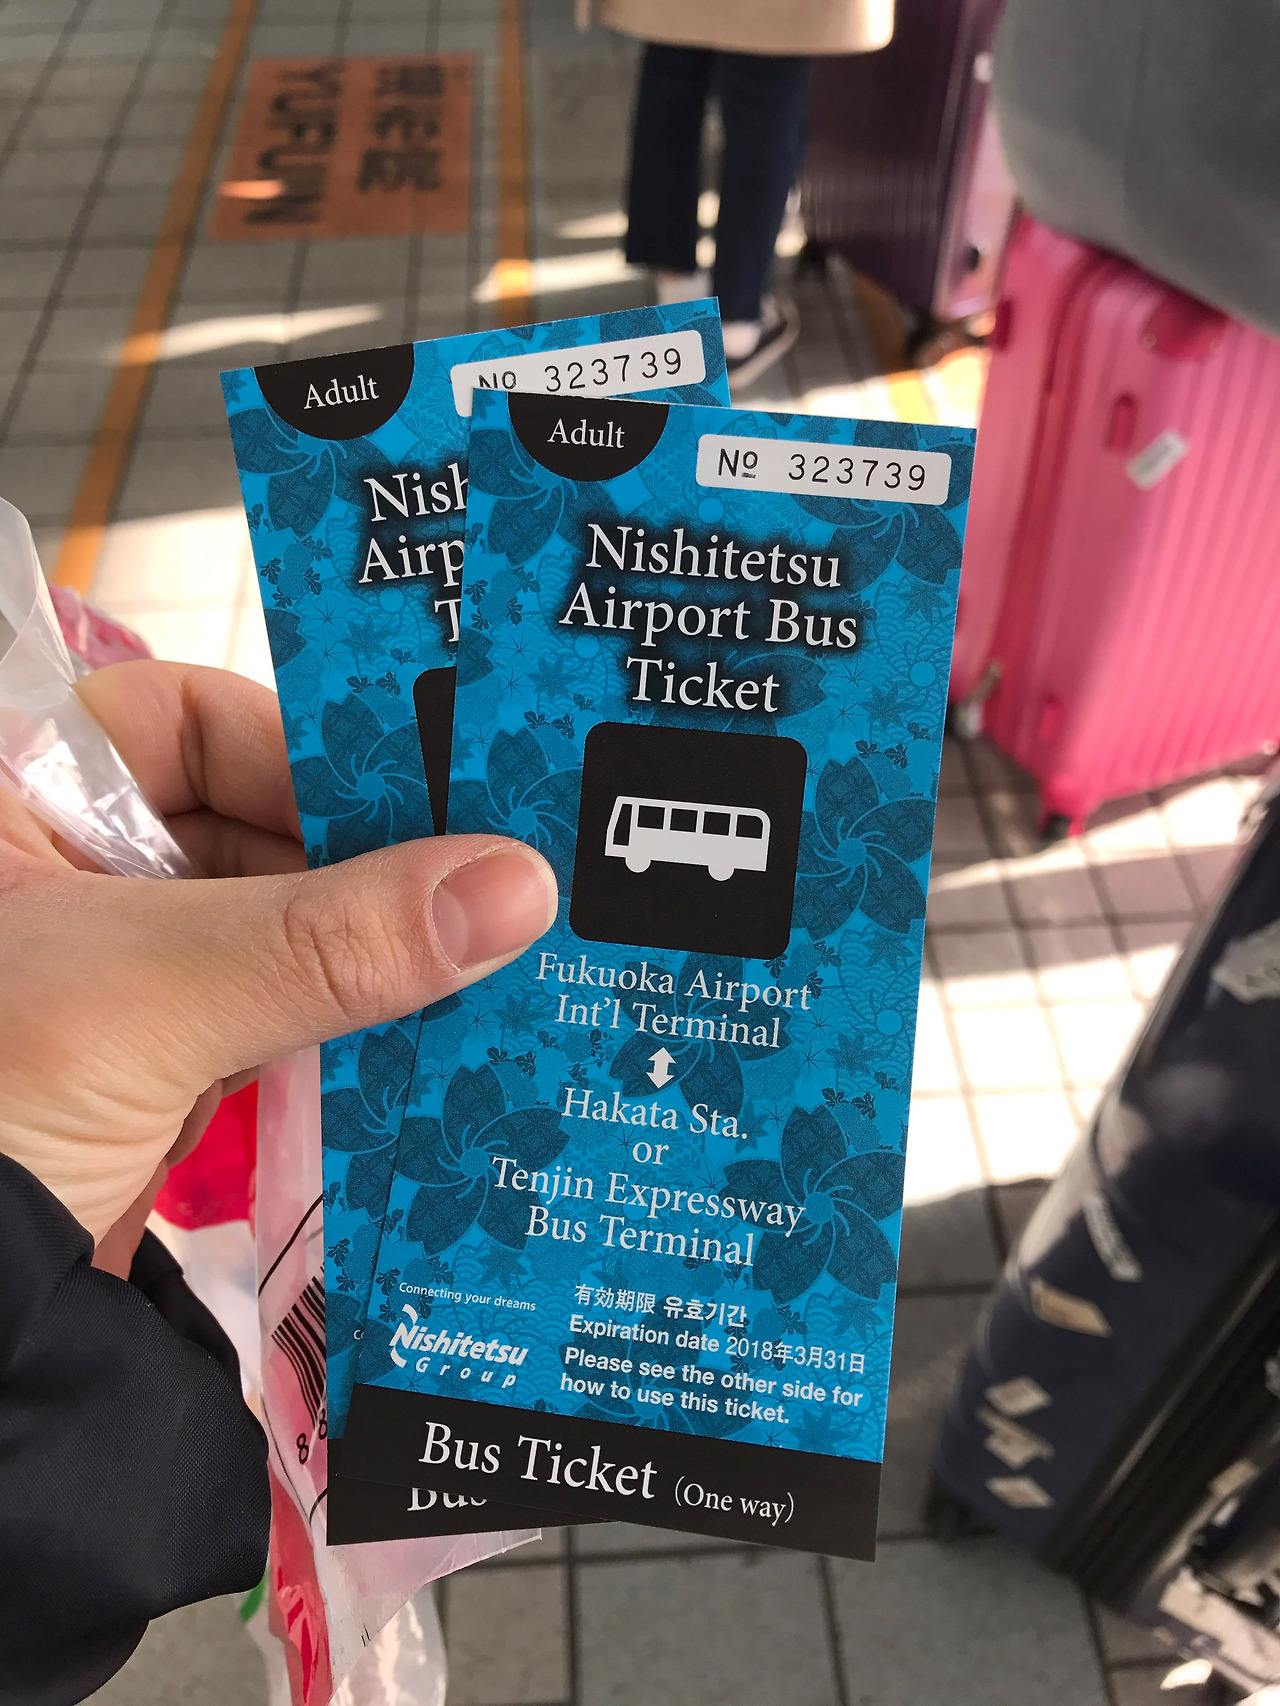 YUFUIN
Adult
Nº 323739
Nish
Airp
T
Bus
Adult
Nº 323739
Nishitetsu
Airport Bus
Ticket
Fukuoka Airport
Int'l Terminal
Hakata Sta.
or
Tenjin Expressway
Bus Terminal
Connecting your dreams
Nishitetsu
Group
有効期限 유효기간
Expiration date 2018年3月31日
Please see the other side for
how to use this ticket.
Bus Ticket (One way)